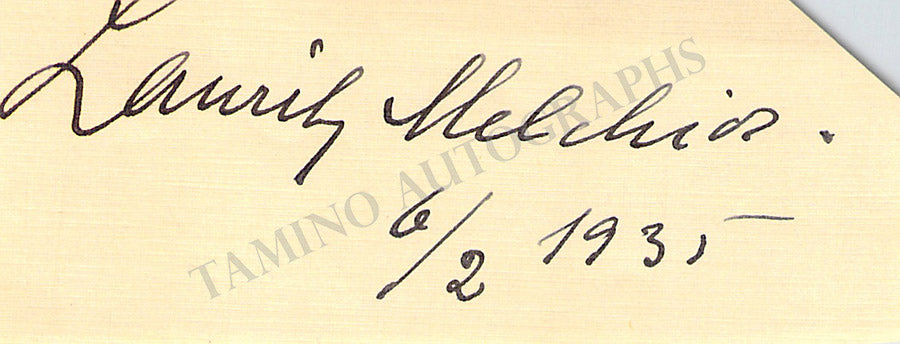 Lauritz Melchior.
6/2 1935
TAMINO AUTOGRAPHS